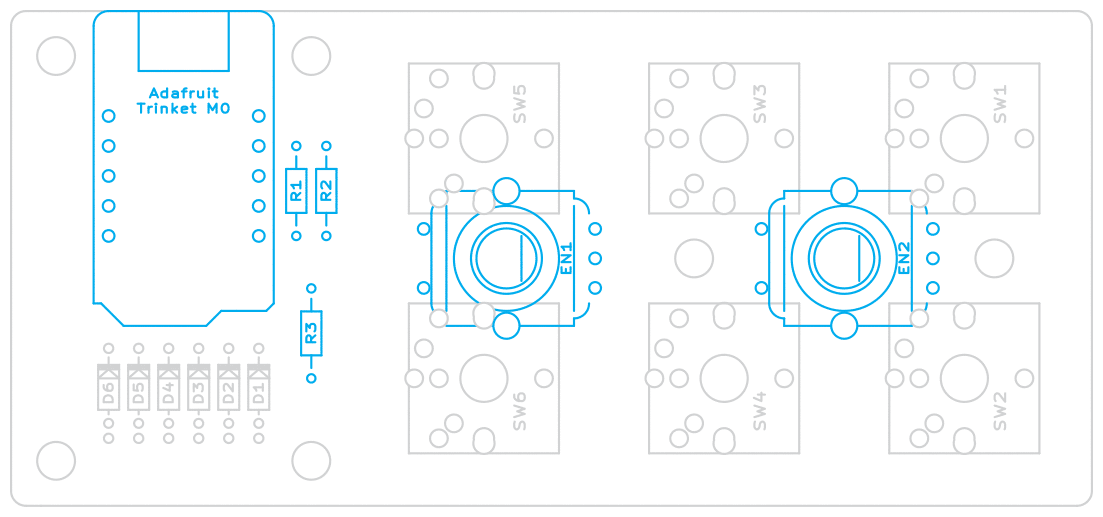 Adafruit
Trinket M0
SW5
SW3
SW1
R1
R2
EN1
EN2
R3
D6
D5
D4
D3
D2
D1
SW6
SW4
SW2